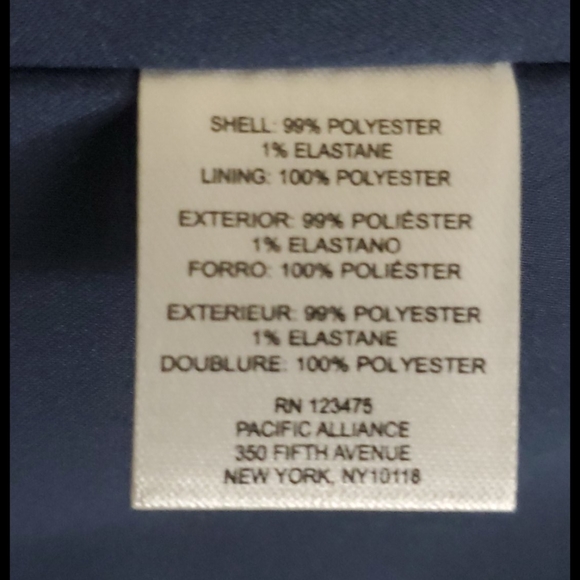 SHELL: 99% POLYESTER
1% ELASTANE
LINING: 100% POLYESTER
EXTERIOR: 99% POLIÉSTER
1% ELASTANO
FORRO: 100% POLIÉSTER
EXTERIEUR: 99% POLYESTER
1% ELASTANE
DOUBLURE: 100% POLYESTER
RN 123475
PACIFIC ALLIANCE
350 FIFTH AVENUE
NEW YORK, NY10118